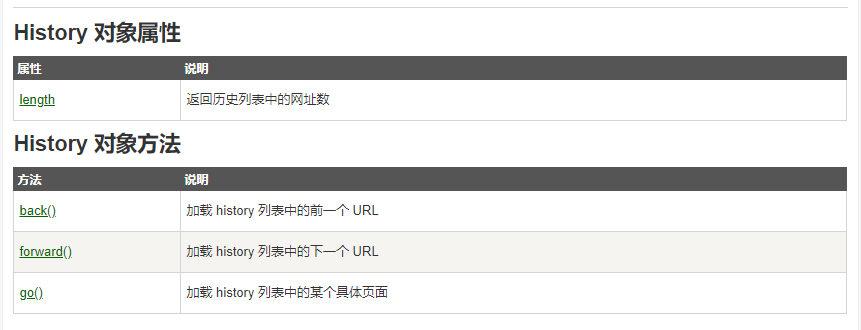 History 对象属性
属性 说明
length 返回历史列表中的网址数
History 对象方法
方法 说明
back() 加载 history 列表中的前一个 URL
forward() 加载 history 列表中的下一个 URL
go() 加载 history 列表中的某个具体页面